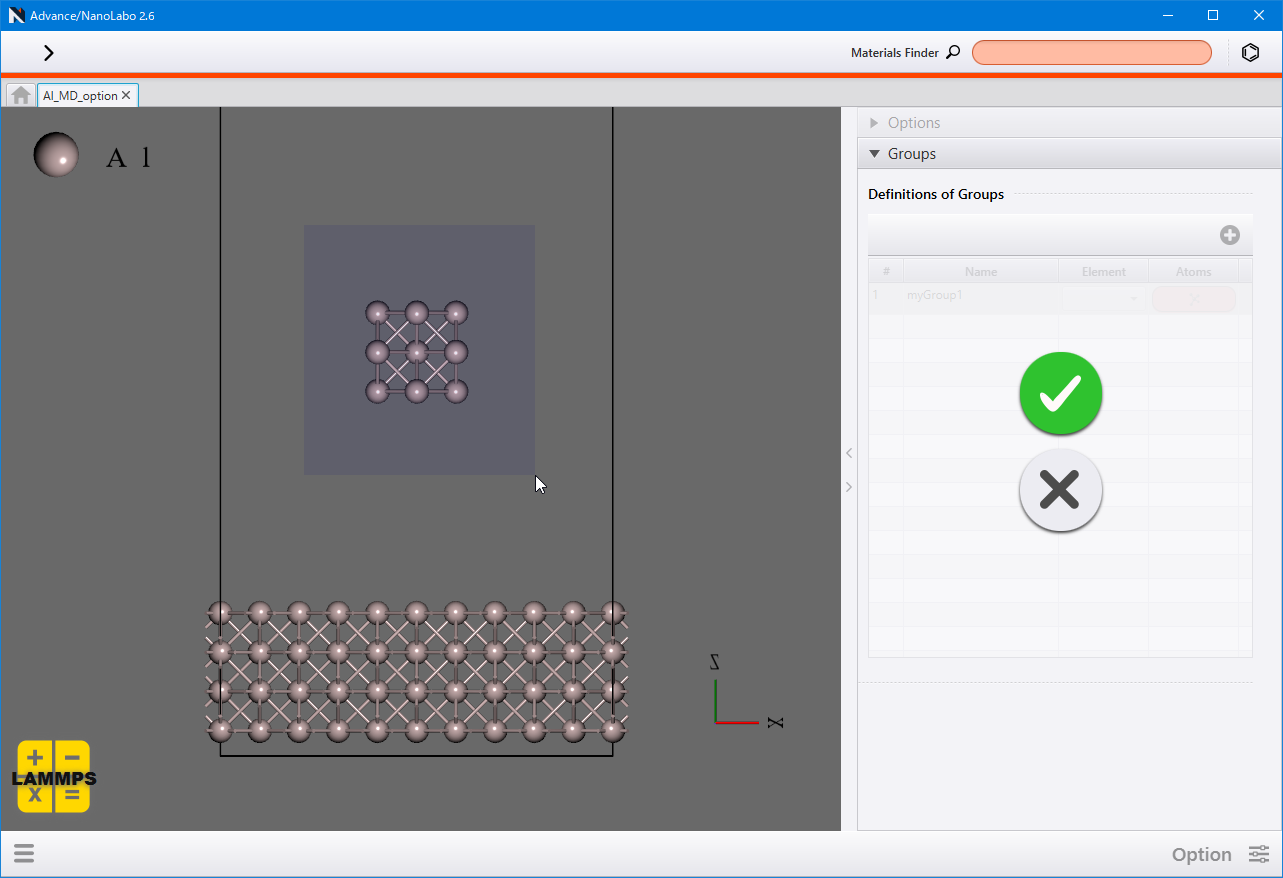 Advance/NanoLabo 2.6
Materials Finder
Al_MD_option
A l
Options
Groups
Definitions of Groups
# Name Element Atoms
1 myGroup1
Z
X
LAMMPS
Option